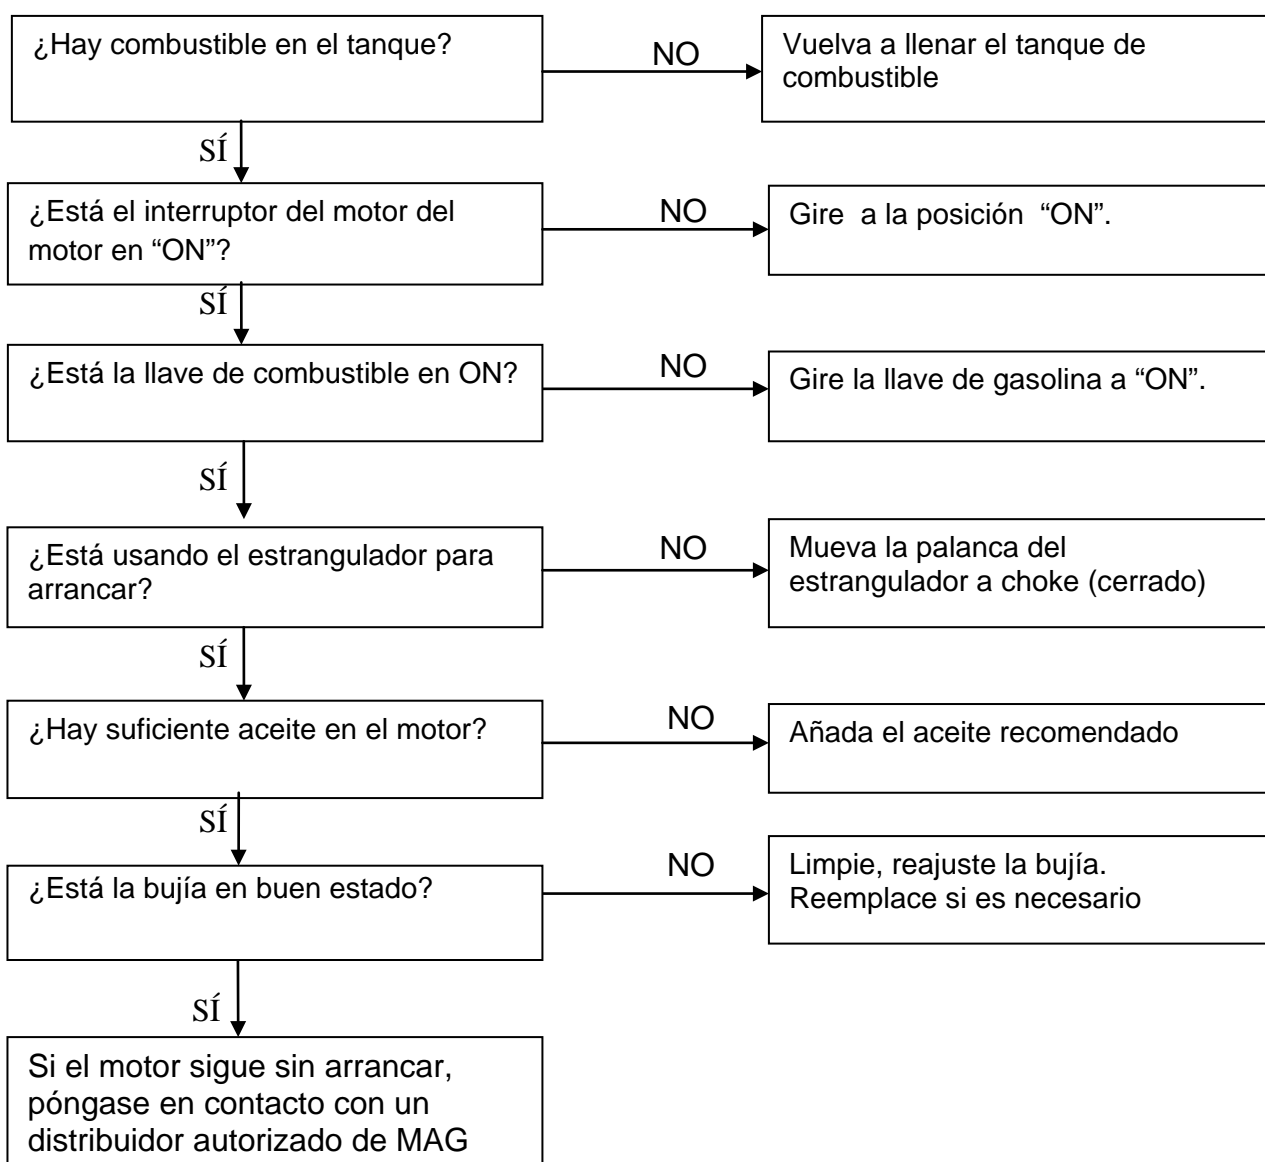 ¿Hay combustible en el tanque?
NO
Vuelva a llenar el tanque de
combustible
SÍ
¿Está el interruptor del motor del
motor en “ON”?
NO
Gire  a la posición  “ON”.
SÍ
¿Está la llave de combustible en ON?
NO
Gire la llave de gasolina a “ON”.
SÍ
¿Está usando el estrangulador para
arrancar?
NO
Mueva la palanca del
estrangulador a choke (cerrado)
SÍ
¿Hay suficiente aceite en el motor?
NO
Añada el aceite recomendado
SÍ
¿Está la bujía en buen estado?
NO
Limpie, reajuste la bujía.
Reemplace si es necesario
SÍ
Si el motor sigue sin arrancar,
póngase en contacto con un
distribuidor autorizado de MAG